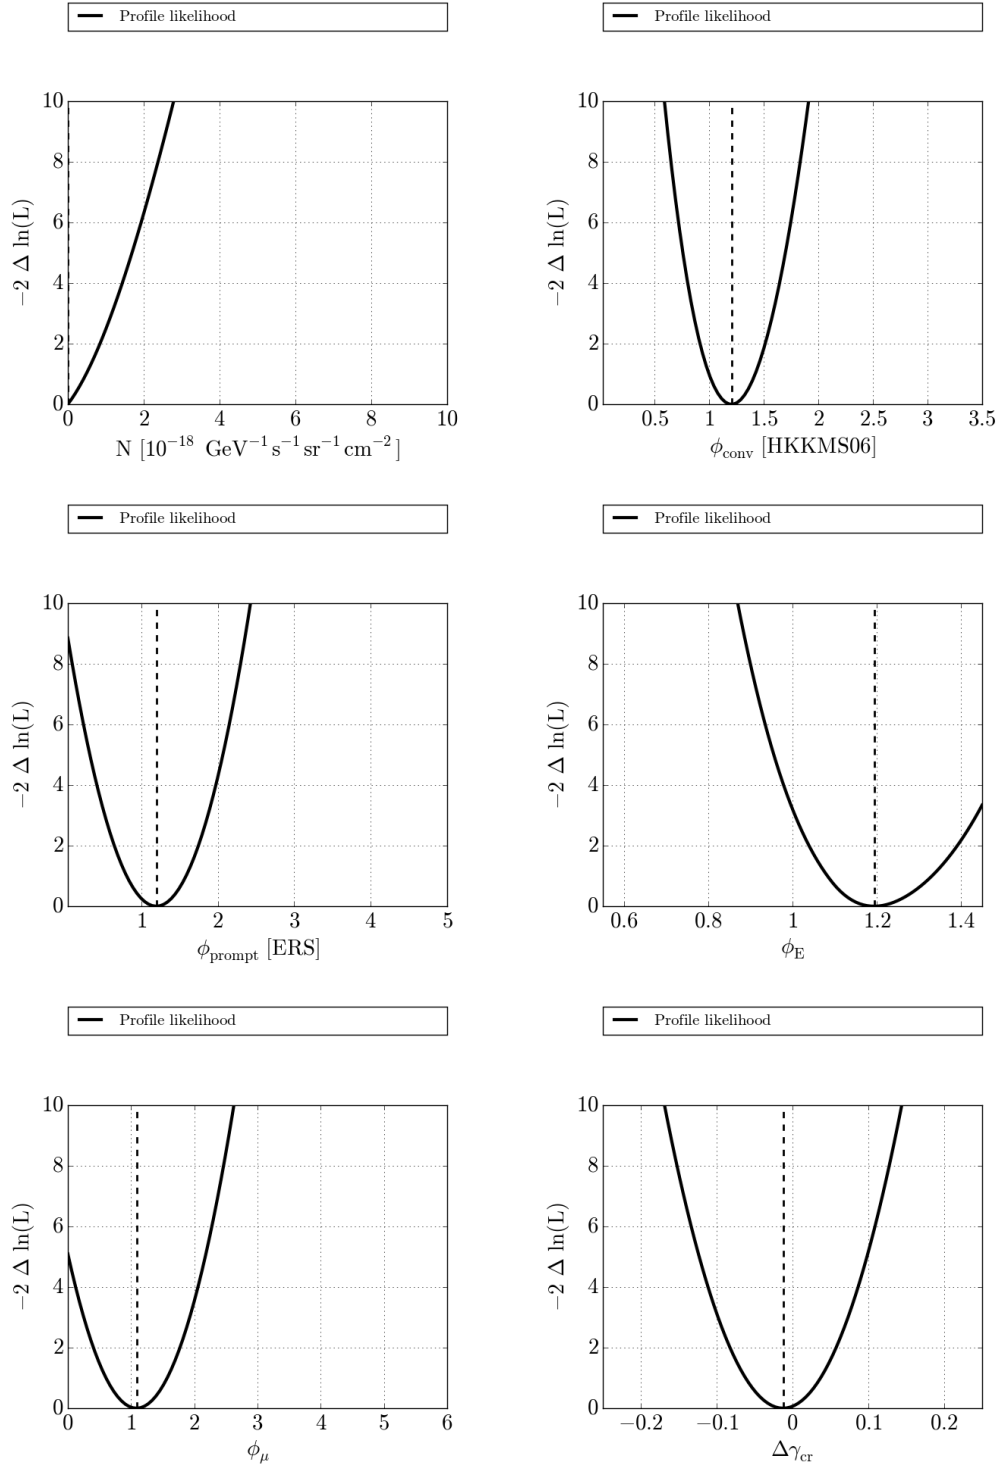 Profile likelihood
10
8
6
4
2
0
−2 Δ ln(L)
0 2 4 6 8 10
N [10⁻¹⁸ GeV⁻¹ s⁻¹ sr⁻¹ cm⁻²]
Profile likelihood
10
8
6
4
2
0
−2 Δ ln(L)
0.5 1 1.5 2 2.5 3 3.5
ϕ_conv [HKKMS06]
Profile likelihood
10
8
6
4
2
0
−2 Δ ln(L)
1 2 3 4 5
ϕ_prompt [ERS]
Profile likelihood
10
8
6
4
2
0
−2 Δ ln(L)
0.6 0.8 1 1.2 1.4
ϕ_E
Profile likelihood
10
8
6
4
2
0
−2 Δ ln(L)
0 1 2 3 4 5 6
ϕ_μ
Profile likelihood
10
8
6
4
2
0
−2 Δ ln(L)
−0.2 −0.1 0 0.1 0.2
Δγ_cr